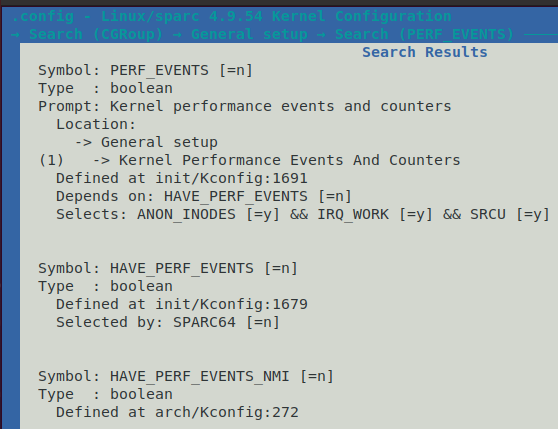 .config - Linux/sparc 4.9.54 Kernel Configuration
→ Search (CGRoup) → General setup → Search (PERF_EVENTS) ────
Search Results
Symbol: PERF_EVENTS [=n]
Type  : boolean
Prompt: Kernel performance events and counters
Location:
-> General setup
(1)   -> Kernel Performance Events And Counters
Defined at init/Kconfig:1691
Depends on: HAVE_PERF_EVENTS [=n]
Selects: ANON_INODES [=y] && IRQ_WORK [=y] && SRCU [=y]
Symbol: HAVE_PERF_EVENTS [=n]
Type  : boolean
Defined at init/Kconfig:1679
Selected by: SPARC64 [=n]
Symbol: HAVE_PERF_EVENTS_NMI [=n]
Type  : boolean
Defined at arch/Kconfig:272